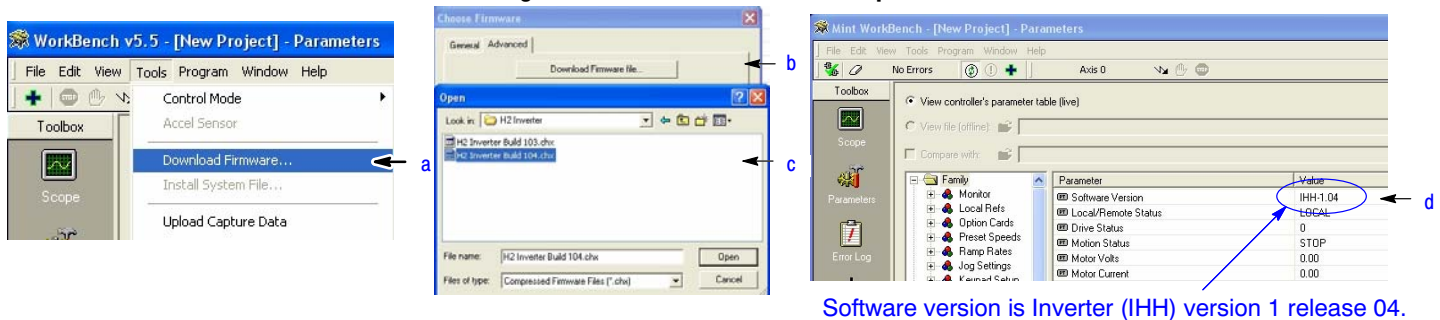 WorkBench v5.5 - [New Project] - Parameters
File Edit View Tools Program Window Help
Toolbox
Scope
Control Mode
Accel Sensor
Download Firmware...
Install System File...
Upload Capture Data
a
Choose Firmware
General Advanced
Download Firmware file...
b
Open
Look in: H2 Inverter
H2 Inverter Build 103.chx
H2 Inverter Build 104.chx
c
File name: H2 Inverter Build 104.chx Open
Files of type: Compressed Firmware Files (*.chx) Cancel
Mint WorkBench - [New Project] - Parameters
File Edit View Tools Program Window Help
No Errors Axis 0
Toolbox
Scope
Parameters
Error Log
View controller's parameter table (live)
View file (offline)
Compare with:
Family
Monitor
Local Refs
Option Cards
Preset Speeds
Ramp Rates
Jog Settings
Keypad Setup
Parameter Value
Software Version IHH-1.04
Local/Remote Status LOCAL
Drive Status 0
Motion Status STOP
Motor Volts 0.00
Motor Current 0.00
d
Software version is Inverter (IHH) version 1 release 04.